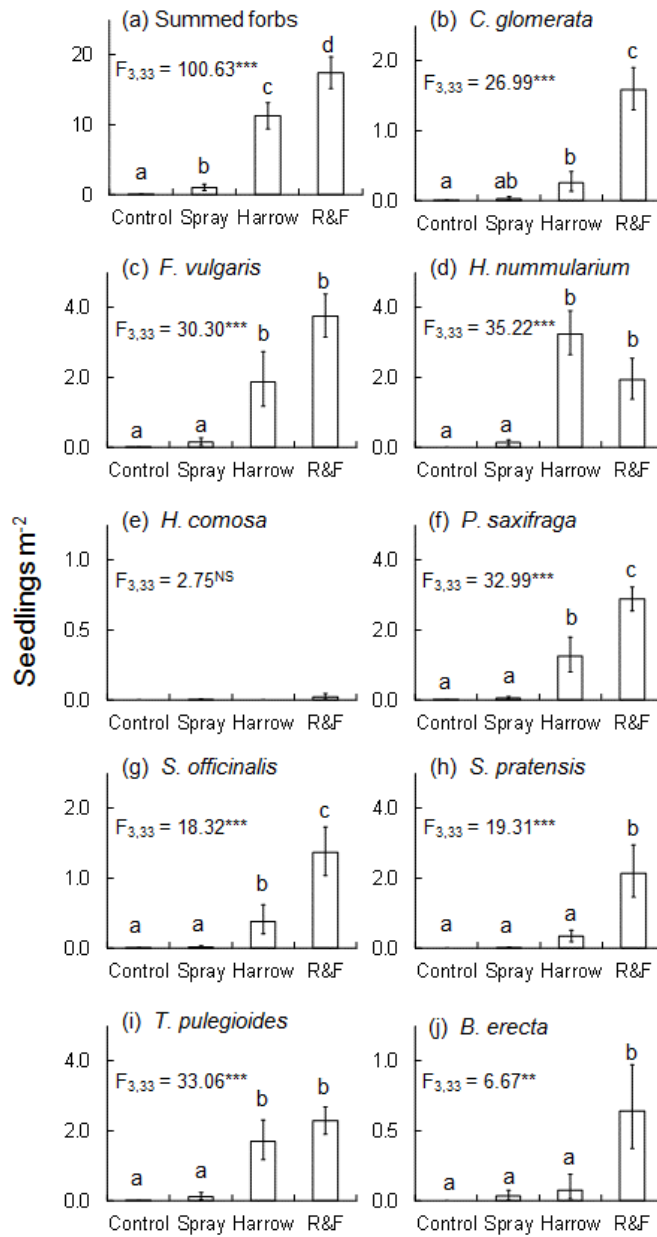 (a) Summed forbs
F3,33 = 100.63***
a
b
c
d
20
10
0
Control Spray Harrow R&F
(b) C. glomerata
F3,33 = 26.99***
a
ab
b
c
2.0
1.0
0.0
Control Spray Harrow R&F
(c) F. vulgaris
F3,33 = 30.30***
a
a
b
b
4.0
2.0
0.0
Control Spray Harrow R&F
(d) H. nummularium
F3,33 = 35.22***
a
b
b
4.0
2.0
0.0
Control Spray Harrow R&F
Seedlings m-2
(e) H. comosa
F3,33 = 2.75NS
1.0
0.5
0.0
Control Spray Harrow R&F
(f) P. saxifraga
F3,33 = 32.99***
a
a
b
c
4.0
2.0
0.0
Control Spray Harrow R&F
(g) S. officinalis
F3,33 = 18.32***
a
a
b
c
2.0
1.0
0.0
Control Spray Harrow R&F
(h) S. pratensis
F3,33 = 19.31***
a
a
a
b
4.0
2.0
0.0
Control Spray Harrow R&F
(i) T. pulegioides
F3,33 = 33.06***
a
a
b
b
4.0
2.0
0.0
Control Spray Harrow R&F
(j) B. erecta
F3,33 = 6.67**
a
a
a
b
1.0
0.5
0.0
Control Spray Harrow R&F